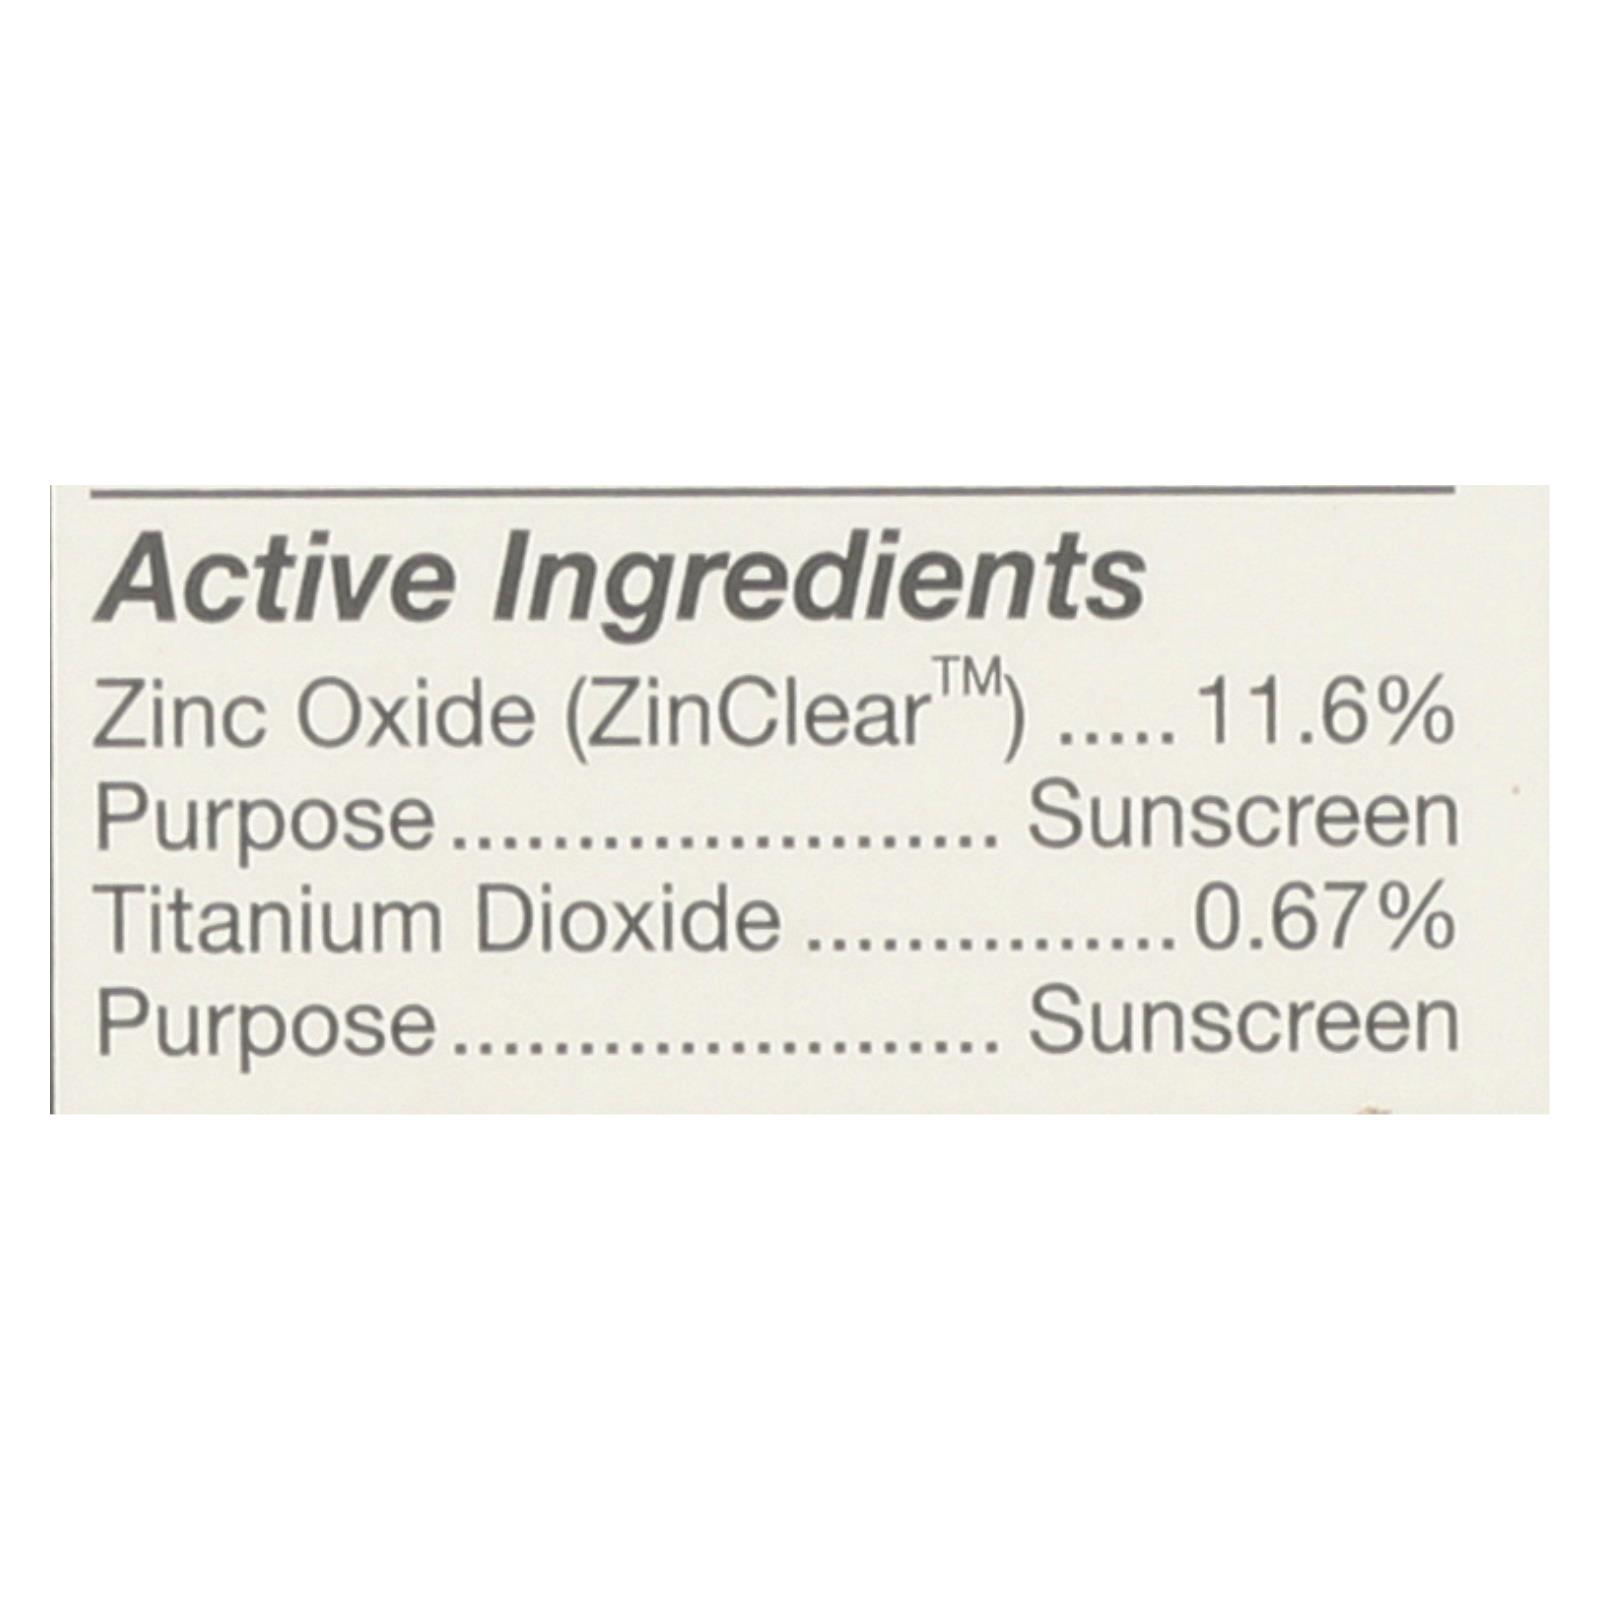 Active Ingredients
Zinc Oxide (ZinClear™) ..... 11.6%
Purpose...................... Sunscreen
Titanium Dioxide ............... 0.67%
Purpose...................... Sunscreen